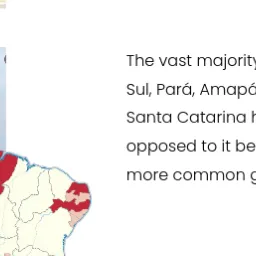 The vast majority
Sul, Pará, Amapá
Santa Catarina h
opposed to it be
more common g